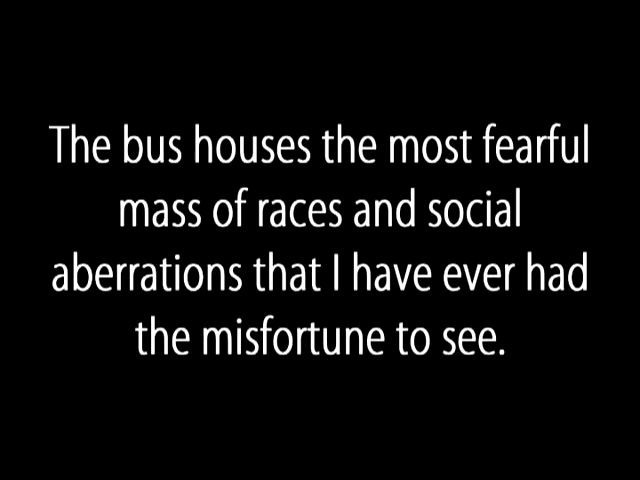 The bus houses the most fearful
mass of races and social
aberrations that I have ever had
the misfortune to see.